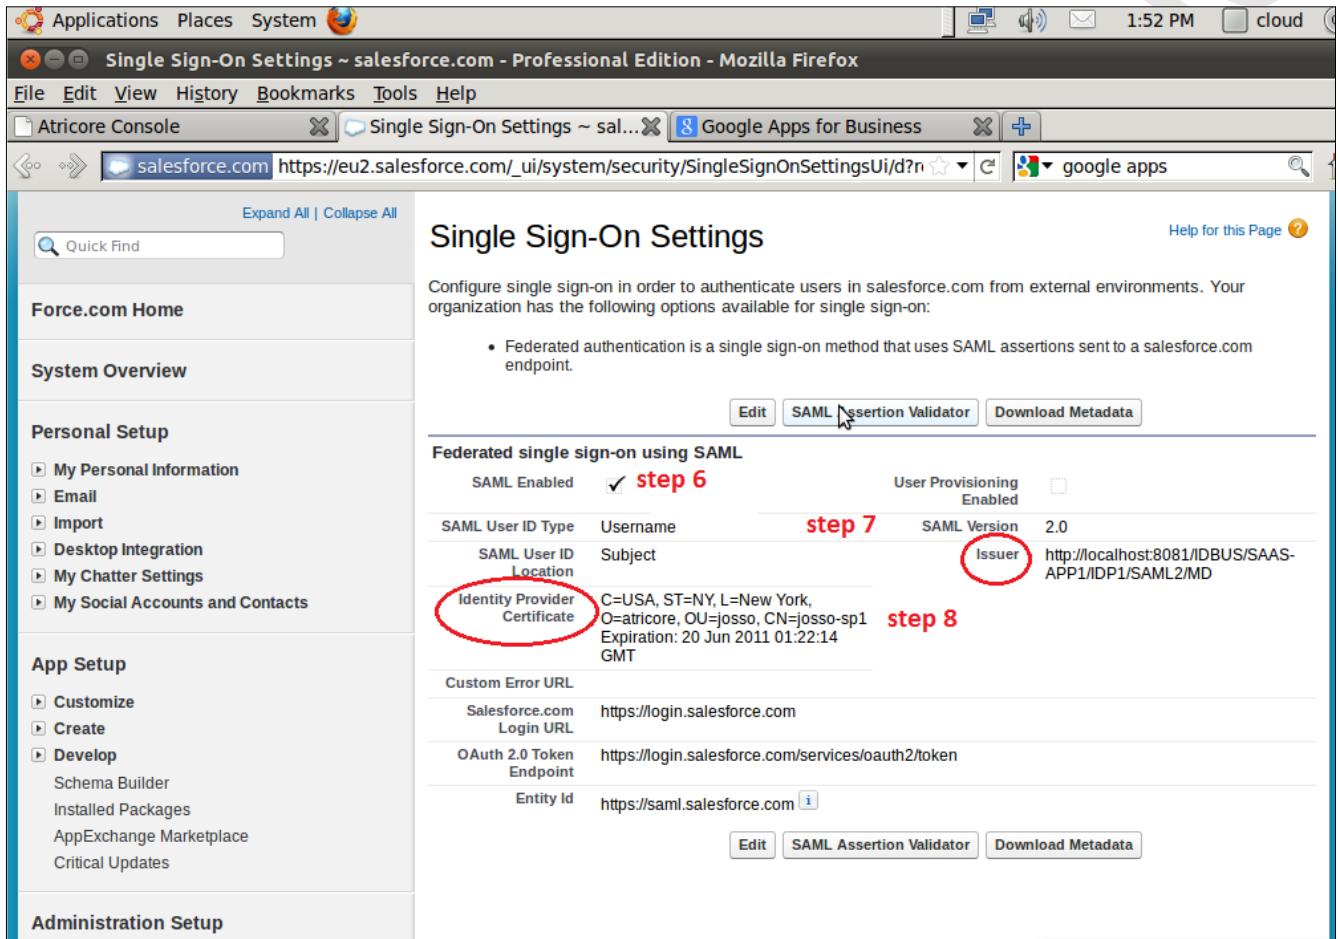 Applications Places System 1:52 PM cloud
Single Sign-On Settings ~ salesforce.com - Professional Edition - Mozilla Firefox
File Edit View History Bookmarks Tools Help
Atricore Console Single Sign-On Settings ~ sal... Google Apps for Business
salesforce.com https://eu2.salesforce.com/_ui/system/security/SingleSignOnSettingsUi/d?r google apps
Expand All | Collapse All
Quick Find
Force.com Home
System Overview
Personal Setup
My Personal Information
Email
Import
Desktop Integration
My Chatter Settings
My Social Accounts and Contacts
App Setup
Customize
Create
Develop
Schema Builder
Installed Packages
AppExchange Marketplace
Critical Updates
Administration Setup
Single Sign-On Settings
Help for this Page
Configure single sign-on in order to authenticate users in salesforce.com from external environments. Your
organization has the following options available for single sign-on:
• Federated authentication is a single sign-on method that uses SAML assertions sent to a salesforce.com
endpoint.
Edit SAML Assertion Validator Download Metadata
Federated single sign-on using SAML
SAML Enabled step 6
User Provisioning
Enabled
SAML User ID Type Username
step 7 SAML Version 2.0
SAML User ID
Location
Subject
Issuer
http://localhost:8081/IDBUS/SAAS-
APP1/IDP1/SAML2/MD
Identity Provider
Certificate
C=USA, ST=NY, L=New York,
O=atricore, OU=josso, CN=josso-sp1
Expiration: 20 Jun 2011 01:22:14
GMT
step 8
Custom Error URL
Salesforce.com
Login URL
https://login.salesforce.com
OAuth 2.0 Token
Endpoint
https://login.salesforce.com/services/oauth2/token
Entity Id https://saml.salesforce.com i
Edit SAML Assertion Validator Download Metadata